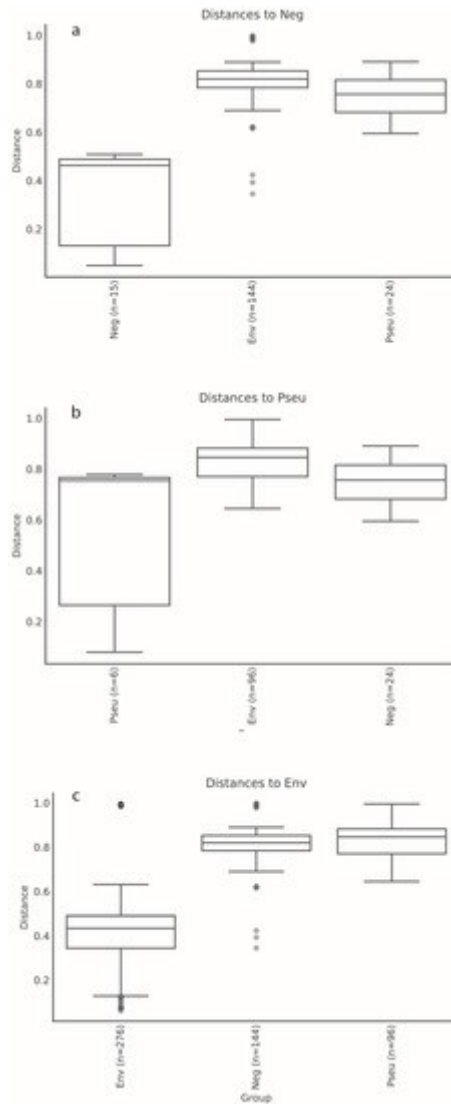 a
Distances to Neg
1.0
0.8
0.6
0.4
0.2
Distance
Neg (n=15)
Env (n=144)
Pseu (n=24)
b
Distances to Pseu
1.0
0.8
0.6
0.4
0.2
Distance
Pseu (n=6)
Env (n=96)
Neg (n=24)
c
Distances to Env
1.0
0.8
0.6
0.4
0.2
Distance
Env (n=276)
Neg (n=144)
Pseu (n=96)
Group